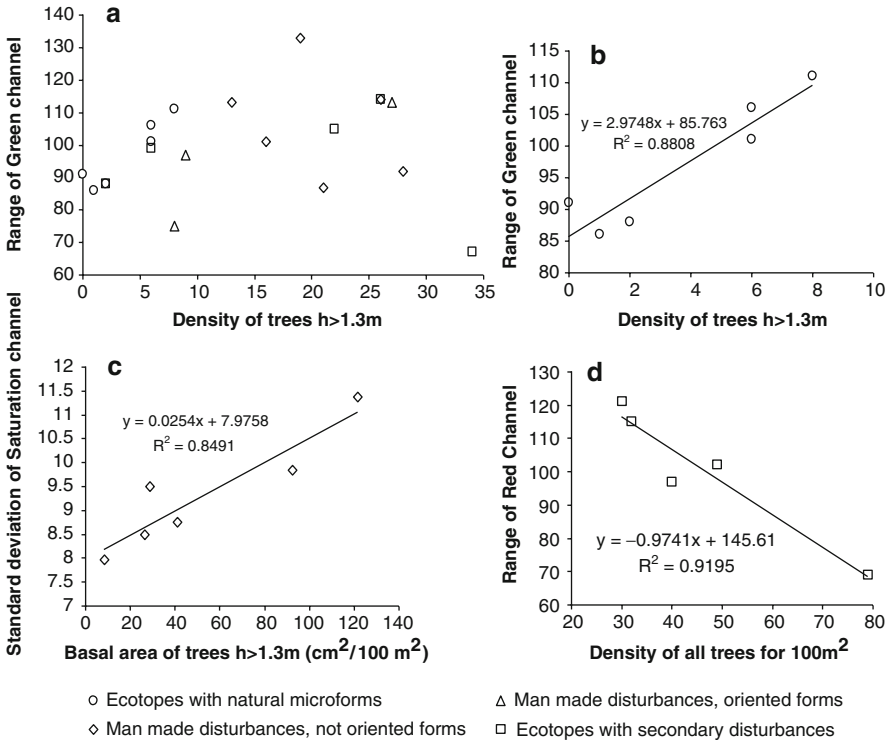 a
Range of Green channel
140
130
120
110
100
90
80
70
60
0 5 10 15 20 25 30 35
Density of trees h>1.3m
b
Range of Green channel
115
110
105
100
95
90
85
80
y = 2.9748x + 85.763
R² = 0.8808
0 2 4 6 8 10
Density of trees h>1.3m
c
Standard deviation of Saturation channel
12
11.5
11
10.5
10
9.5
9
8.5
8
7.5
7
y = 0.0254x + 7.9758
R² = 0.8491
0 20 40 60 80 100 120 140
Basal area of trees h>1.3m (cm²/100 m²)
d
Range of Red Channel
130
120
110
100
90
80
70
60
y = −0.9741x + 145.61
R² = 0.9195
20 30 40 50 60 70 80
Density of all trees for 100m²
Ecotopes with natural microforms
Man made disturbances, oriented forms
Man made disturbances, not oriented forms
Ecotopes with secondary disturbances